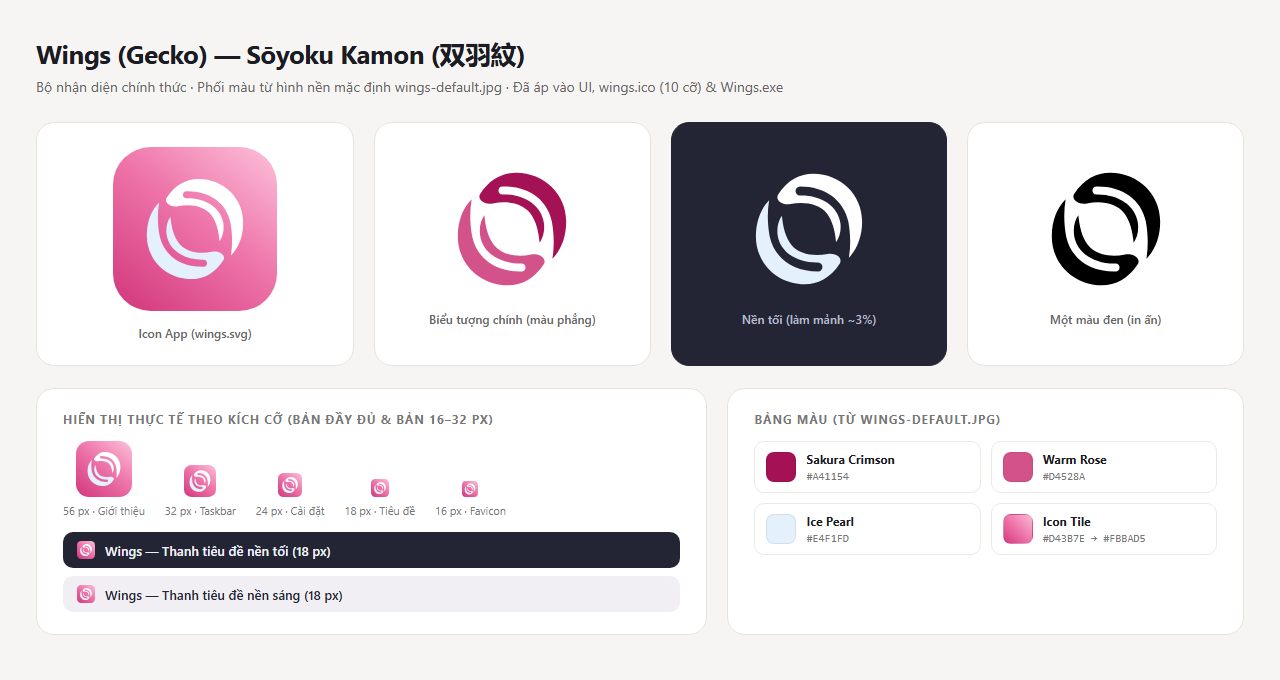 Wings (Gecko) — Sōyoku Kamon (双羽紋)
Bộ nhận diện chính thức · Phối màu từ hình nền mặc định wings-default.jpg · Đã áp vào UI, wings.ico (10 cỡ) & Wings.exe
Icon App (wings.svg)
Biểu tượng chính (màu phẳng)
Nền tối (làm mảnh ~3%)
Một màu đen (in ấn)
HIỂN THỊ THỰC TẾ THEO KÍCH CỠ (BẢN ĐẦY ĐỦ & BẢN 16–32 PX)
56 px · Giới thiệu
32 px · Taskbar
24 px · Cài đặt
18 px · Tiêu đề
16 px · Favicon
Wings — Thanh tiêu đề nền tối (18 px)
Wings — Thanh tiêu đề nền sáng (18 px)
BẢNG MÀU (TỪ WINGS-DEFAULT.JPG)
Sakura Crimson
#A41154
Warm Rose
#D4528A
Ice Pearl
#E4F1FD
Icon Tile
#D43B7E → #FBBAD5